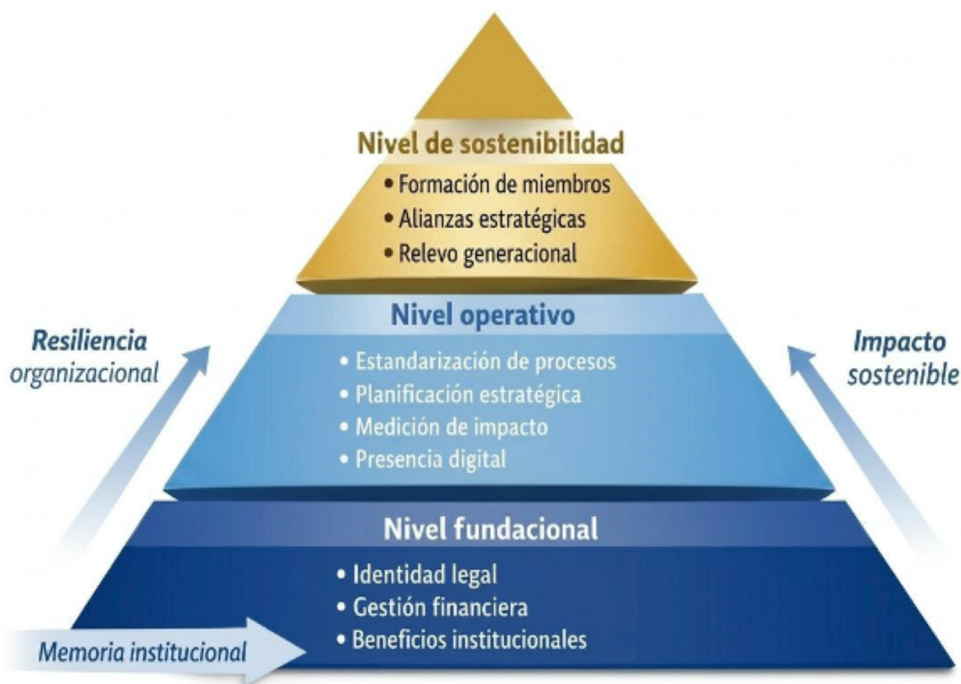 Nivel de sostenibilidad
• Formación de miembros
• Alianzas estratégicas
• Relevo generacional
Nivel operativo
• Estandarización de procesos
• Planificación estratégica
• Medición de impacto
• Presencia digital
Resiliencia
organizacional
Impacto
sostenible
Nivel fundacional
• Identidad legal
• Gestión financiera
• Beneficios institucionales
Memoria institucional